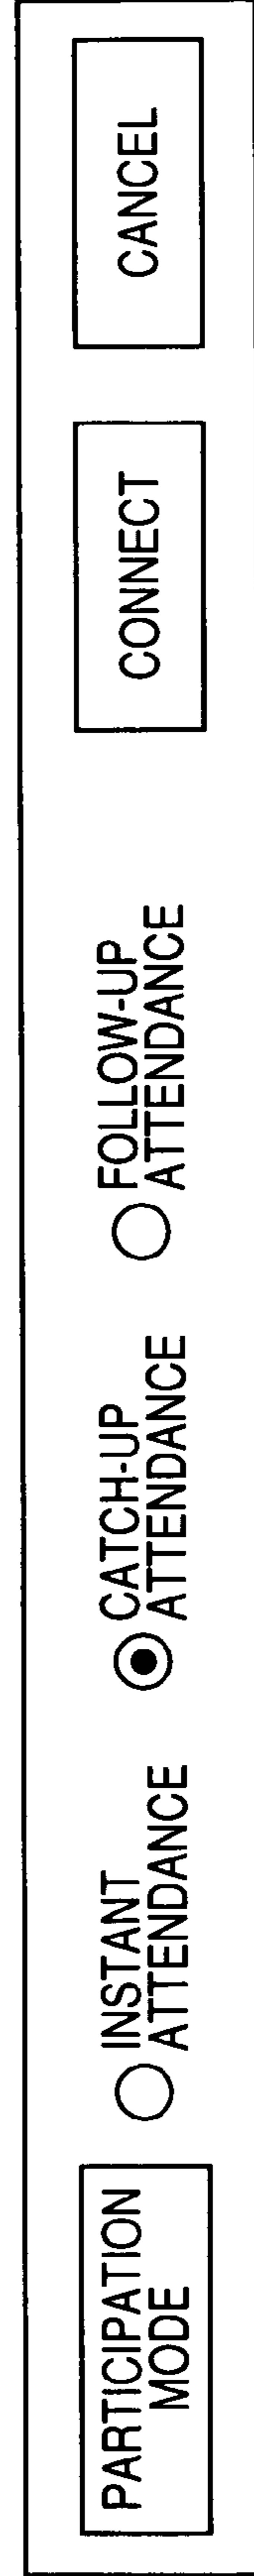 PARTICIPATION
MODE
INSTANT
ATTENDANCE
CATCH-UP
ATTENDANCE
FOLLOW-UP
ATTENDANCE
CONNECT
CANCEL